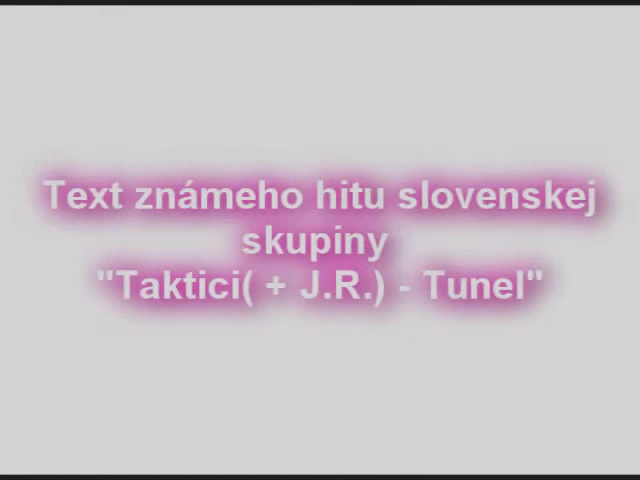 Text známeho hitu slovenskej
skupiny
"Taktici( + J.R.) - Tunel"